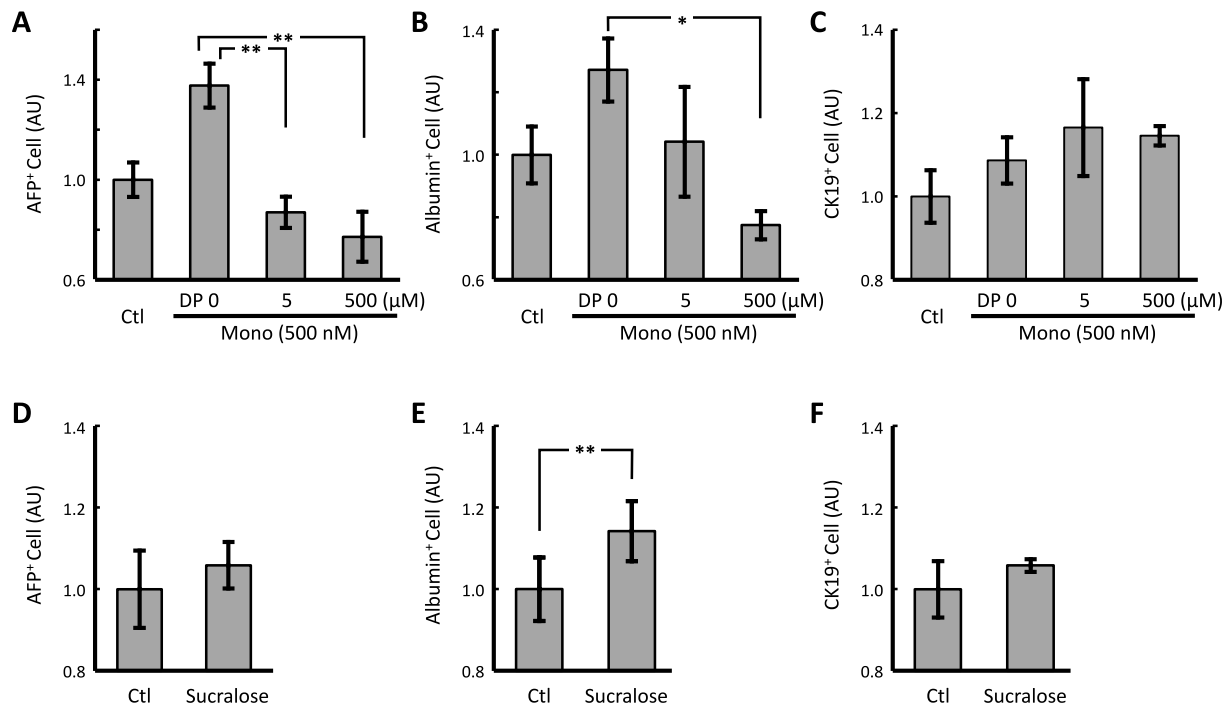 A
AFP⁺ Cell (AU)
1.4
1.0
0.6
**
**
Ctl
DP 0 5 500 (μM)
Mono (500 nM)
B
Albumin⁺ Cell (AU)
1.4
1.0
0.6
*
Ctl
DP 0 5 500 (μM)
Mono (500 nM)
C
CK19⁺ Cell (AU)
1.4
1.2
1.0
0.8
Ctl
DP 0 5 500 (μM)
Mono (500 nM)
D
AFP⁺ Cell (AU)
1.4
1.2
1.0
0.8
Ctl Sucralose
E
Albumin⁺ Cell (AU)
1.4
1.2
1.0
0.8
**
Ctl Sucralose
F
CK19⁺ Cell (AU)
1.4
1.2
1.0
0.8
Ctl Sucralose